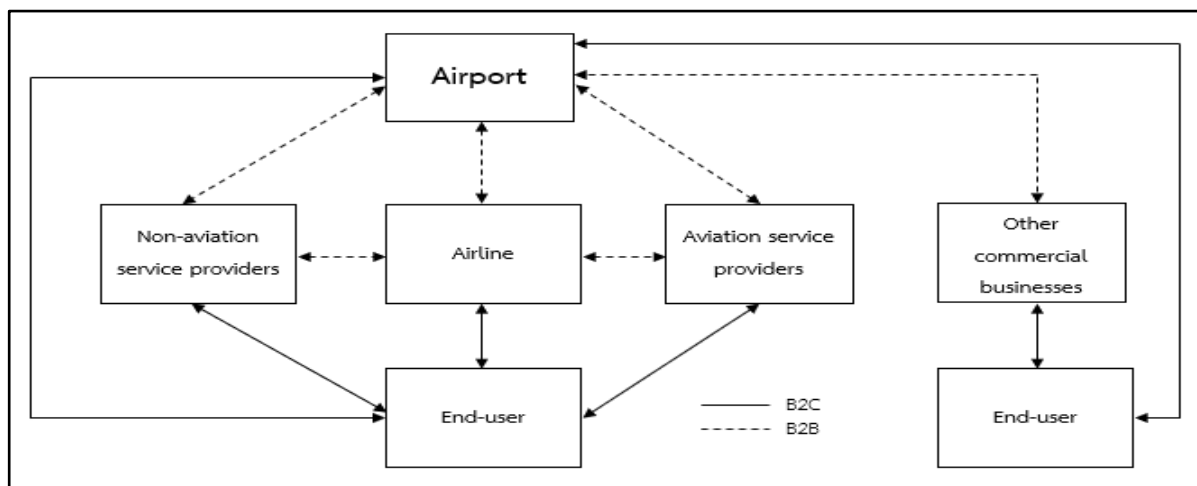 Airport
Non-aviation
service providers
Airline
Aviation service
providers
Other
commercial
businesses
End-user
B2C
B2B
End-user